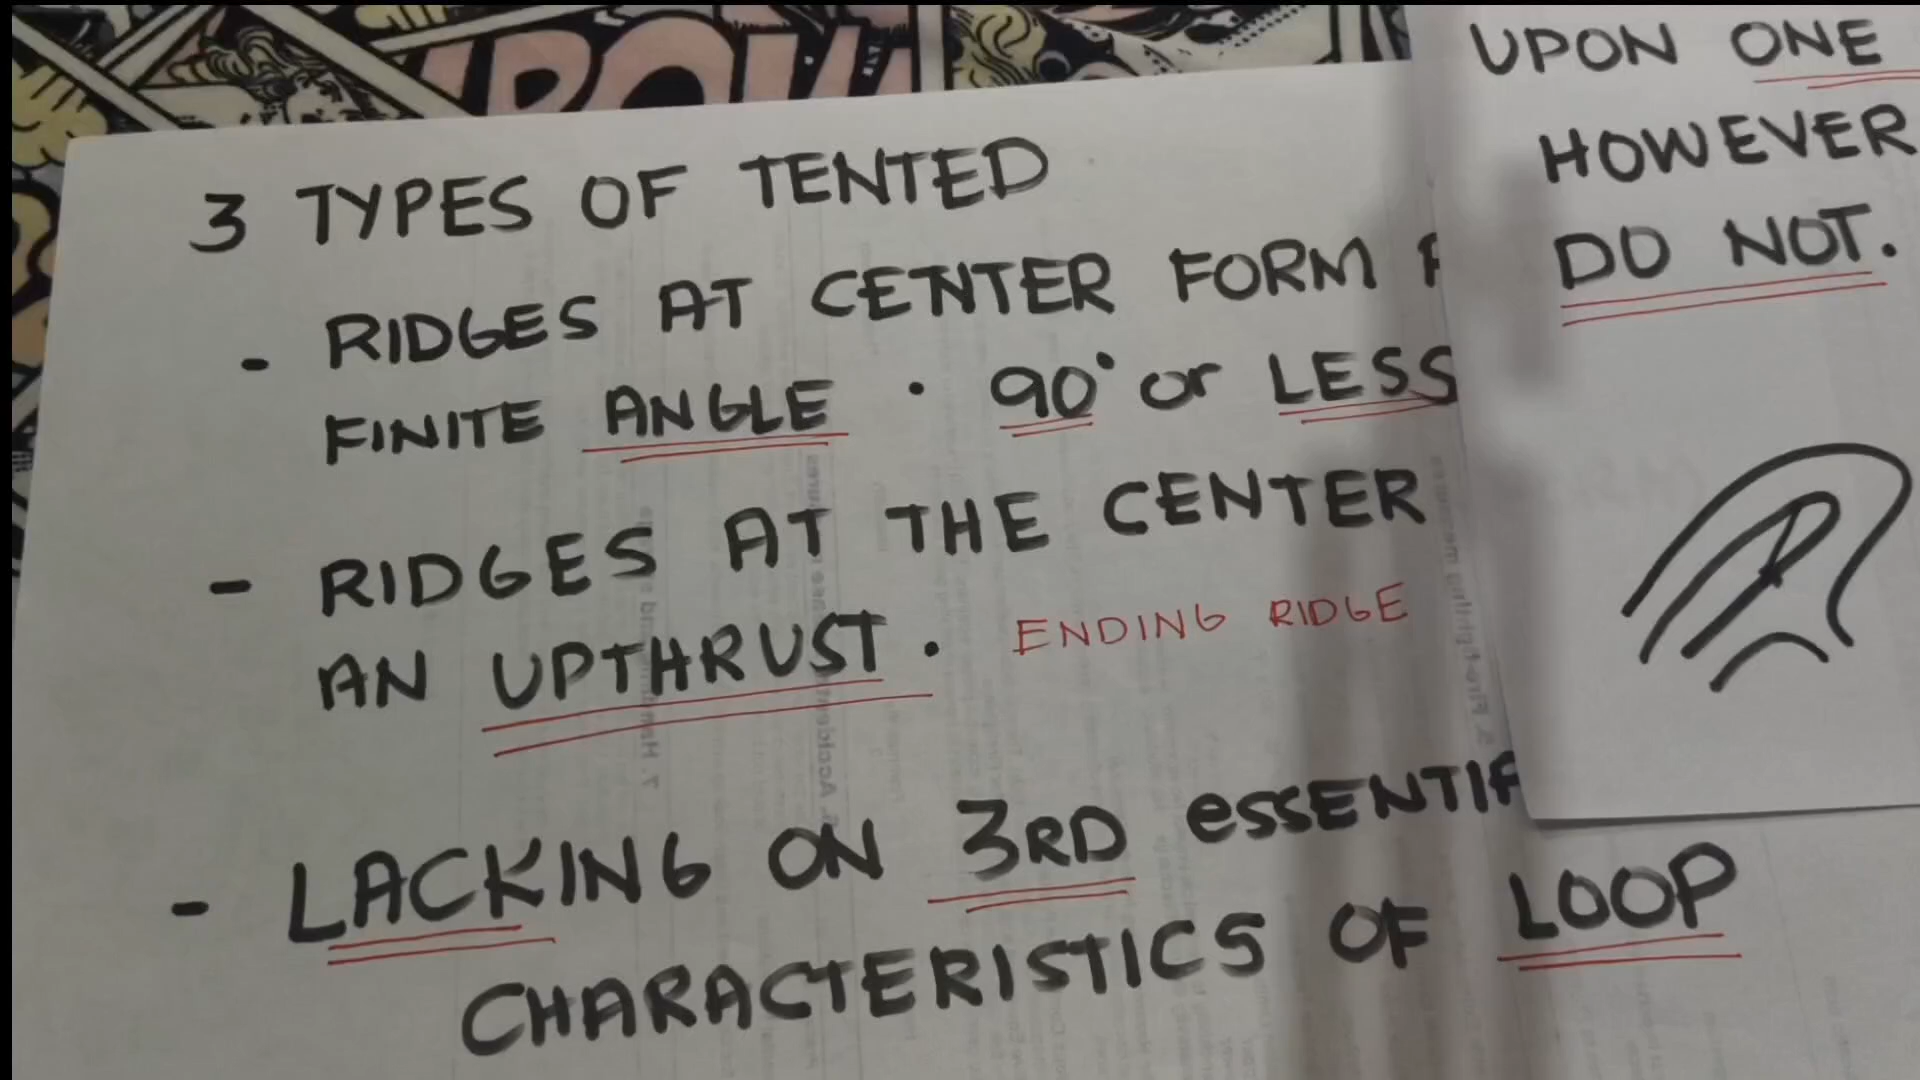 POW
3 TYPES OF TENTED
- RIDGES AT CENTER FORM
FINITE ANGLE . 90° or LESS
- RIDGES AT THE CENTER
AN UPTHRUST. ENDING RIDGE
- LACKING ON 3RD
CHARACTERISTICS OF LOOP
UPON ONE
HOWEVER
DO NOT.